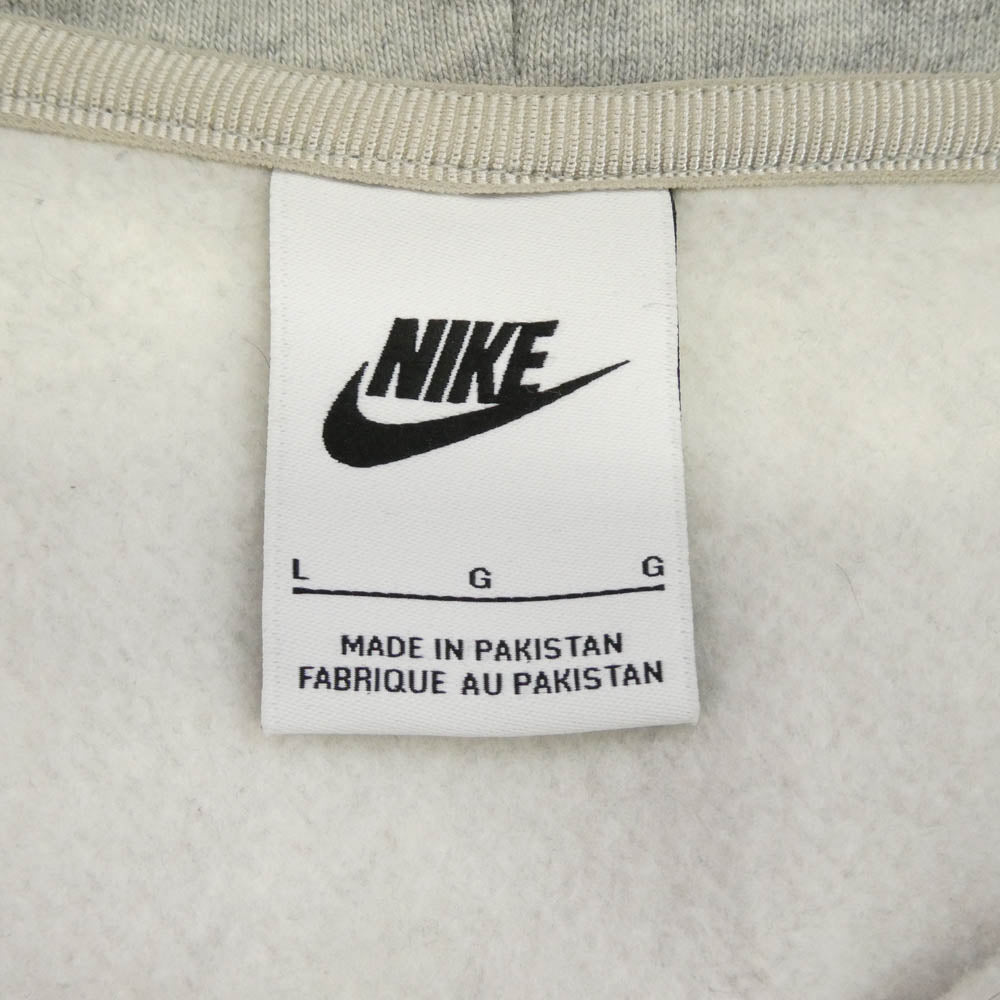 NIKE
L G G
MADE IN PAKISTAN
FABRIQUE AU PAKISTAN